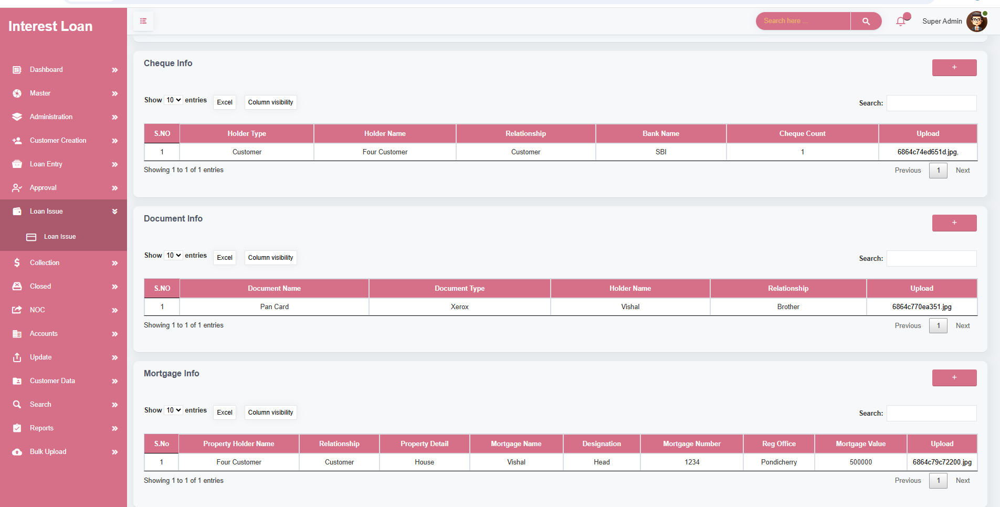 Interest Loan
Search here ...
Super Admin
Dashboard
Master
Administration
Customer Creation
Loan Entry
Approval
Loan Issue
Loan Issue
Collection
Closed
NOC
Accounts
Update
Customer Data
Search
Reports
Bulk Upload
Cheque Info
+
Show 10 entries Excel Column visibility Search:
S.NO Holder Type Holder Name Relationship Bank Name Cheque Count Upload
1 Customer Four Customer Customer SBI 1 6864c74ed651d.jpg,
Showing 1 to 1 of 1 entries Previous 1 Next
Document Info
+
Show 10 entries Excel Column visibility Search:
S.NO Document Name Document Type Holder Name Relationship Upload
1 Pan Card Xerox Vishal Brother 6864c770ea351.jpg
Showing 1 to 1 of 1 entries Previous 1 Next
Mortgage Info
+
Show 10 entries Excel Column visibility Search:
S.No Property Holder Name Relationship Property Detail Mortgage Name Designation Mortgage Number Reg Office Mortgage Value Upload
1 Four Customer Customer House Vishal Head 1234 Pondicherry 500000 6864c79c72200.jpg
Showing 1 to 1 of 1 entries Previous 1 Next